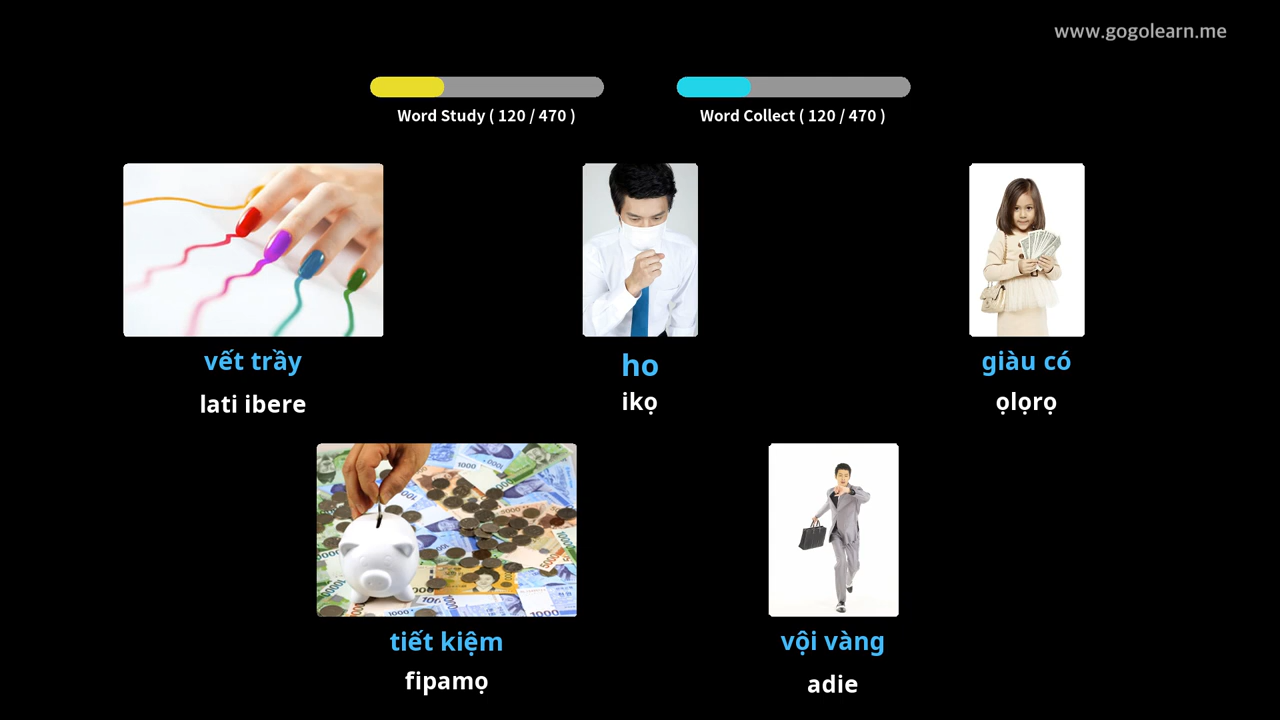 www.gogolearn.me
Word Study ( 120 / 470 )
Word Collect ( 120 / 470 )
vết trầy
lati ibere
ho
ikọ
giàu có
ọlọrọ
tiết kiệm
fipamọ
vội vàng
adie